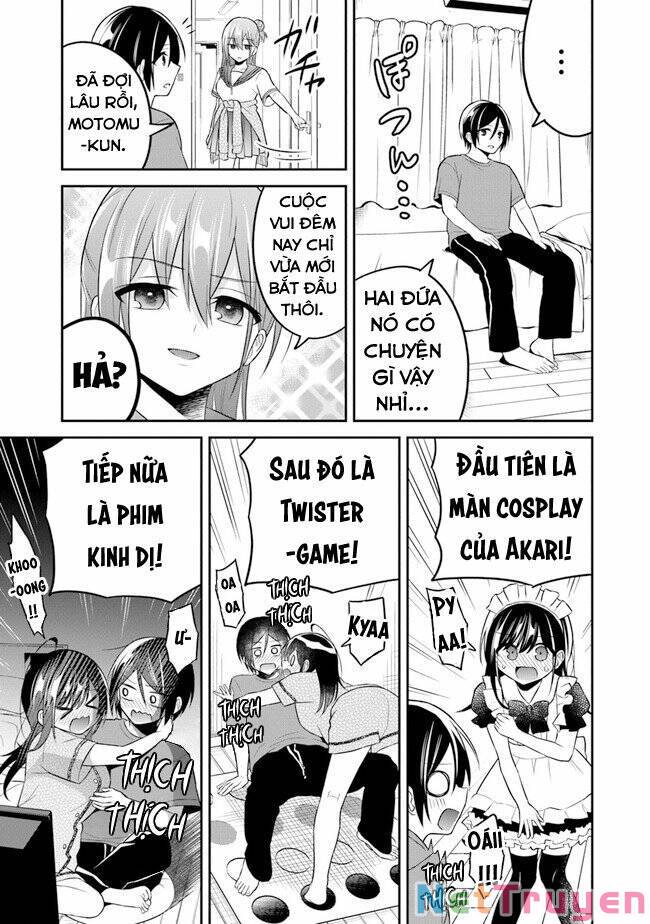 ...
ぽつん…
HAI ĐỨA
NÓ CÓ
CHUYỆN
GÌ VẬY
NHỈ...
ガチャ
ĐÃ ĐỢI
LÂU RỒI,
MOTOMU
-KUN.
CUỘC
VUI ĐÊM
NAY CHỈ
VỪA MỚI
BẮT ĐẦU
THÔI.
HẢ?
ĐẦU TIÊN LÀ
MÀN COSPLAY
CỦA AKARI!
PY
AA!
OÁII
!!!
THỊCH
THỊCH
SAU ĐÓ LÀ
TWISTER
-GAME!
OA
OA
THỊCH
THỊCH
KYAA
THỊCH
THỊCH
TIẾP NỮA
LÀ PHIM
KINH DỊ!
KHOO
-OONG
!!
Ư-
THỊCH
THỊCH
NetTruyen